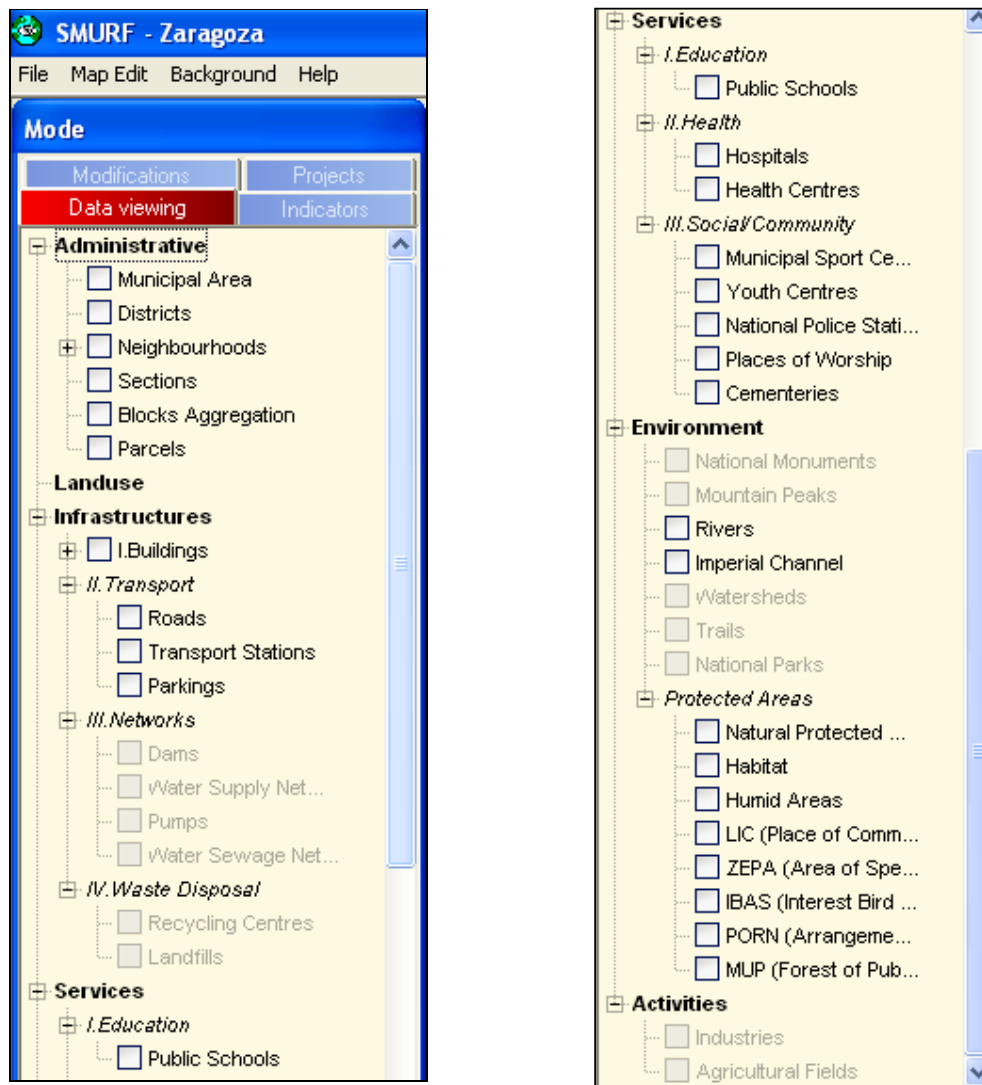 SMURF - Zaragoza
File Map Edit Background Help
Mode
Modifications Projects
Data viewing Indicators
Administrative
Municipal Area
Districts
Neighbourhoods
Sections
Blocks Aggregation
Parcels
Landuse
Infrastructures
I.Buildings
II.Transport
Roads
Transport Stations
Parkings
III.Networks
Dams
Water Supply Net...
Pumps
Water Sewage Net...
IV.Waste Disposal
Recycling Centres
Landfills
Services
I.Education
Public Schools
Services
I.Education
Public Schools
II.Health
Hospitals
Health Centres
III.Social/Community
Municipal Sport Ce...
Youth Centres
National Police Stati...
Places of Worship
Cementeries
Environment
National Monuments
Mountain Peaks
Rivers
Imperial Channel
Watersheds
Trails
National Parks
Protected Areas
Natural Protected ...
Habitat
Humid Areas
LIC (Place of Comm...
ZEPA (Area of Spe...
IBAS (Interest Bird ...
PORN (Arrangeme...
MUP (Forest of Pub...
Activities
Industries
Agricultural Fields